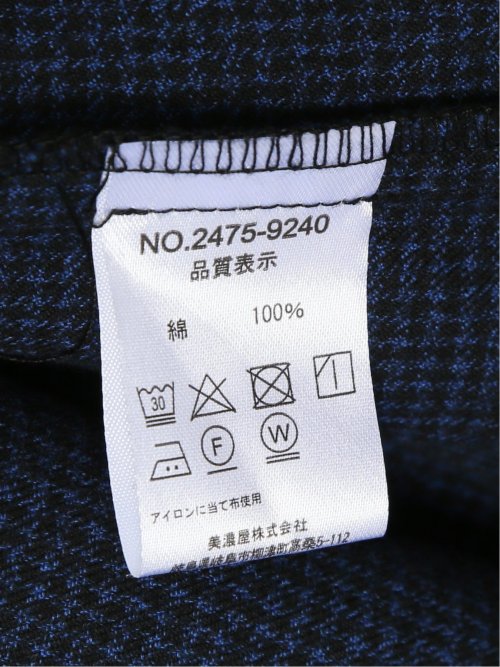 NO.2475-9240
品質表示
綿 100%
30
F W
アイロンに当て布使用
美濃屋株式会社
岐阜県岐阜市柳津町高桑5-112